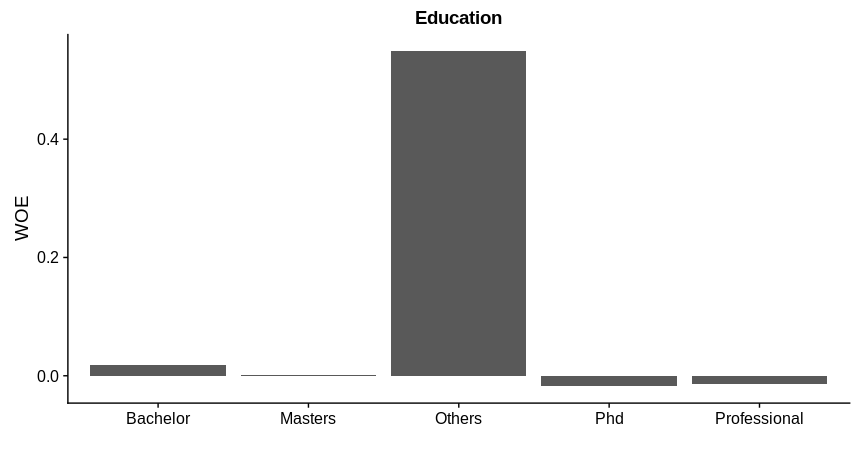 Education
WOE
0.4
0.2
0.0
Bachelor Masters Others Phd Professional